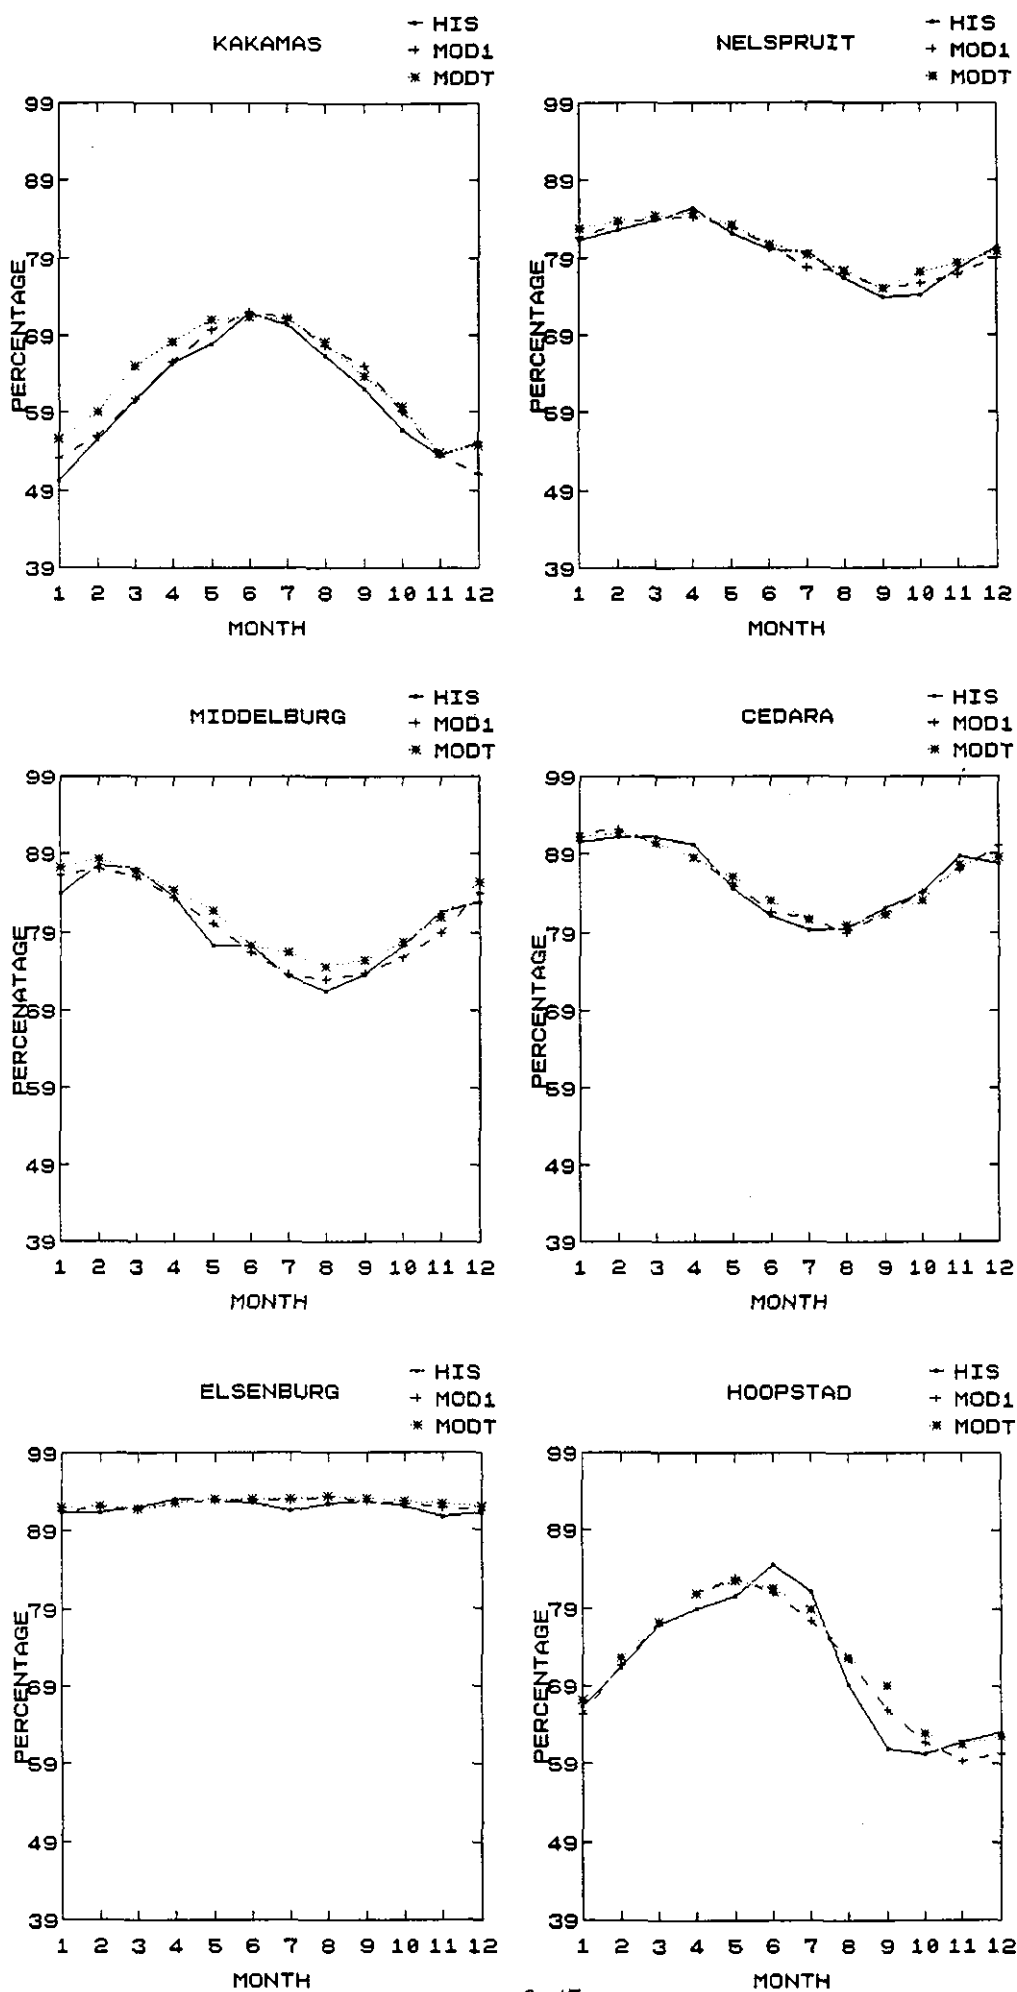 KAKAMAS
HIS
MOD1
MODT
99
89
79
69
59
49
39
PERCENTAGE
1 2 3 4 5 6 7 8 9 10 11 12
MONTH
NELSPRUIT
HIS
MOD1
MODT
99
89
79
69
59
49
39
PERCENTAGE
1 2 3 4 5 6 7 8 9 10 11 12
MONTH
MIDDELBURG
HIS
MOD1
MODT
99
89
79
69
59
49
39
PERCENATAGE
1 2 3 4 5 6 7 8 9 10 11 12
MONTH
CEDARA
HIS
MOD1
MODT
99
89
79
69
59
49
39
PERCENTAGE
1 2 3 4 5 6 7 8 9 10 11 12
MONTH
ELSENBURG
HIS
MOD1
MODT
99
89
79
69
59
49
39
PERCENTAGE
1 2 3 4 5 6 7 8 9 10 11 12
MONTH
HOOPSTAD
HIS
MOD1
MODT
99
89
79
69
59
49
39
PERCENTAGE
1 2 3 4 5 6 7 8 9 10 11 12
MONTH